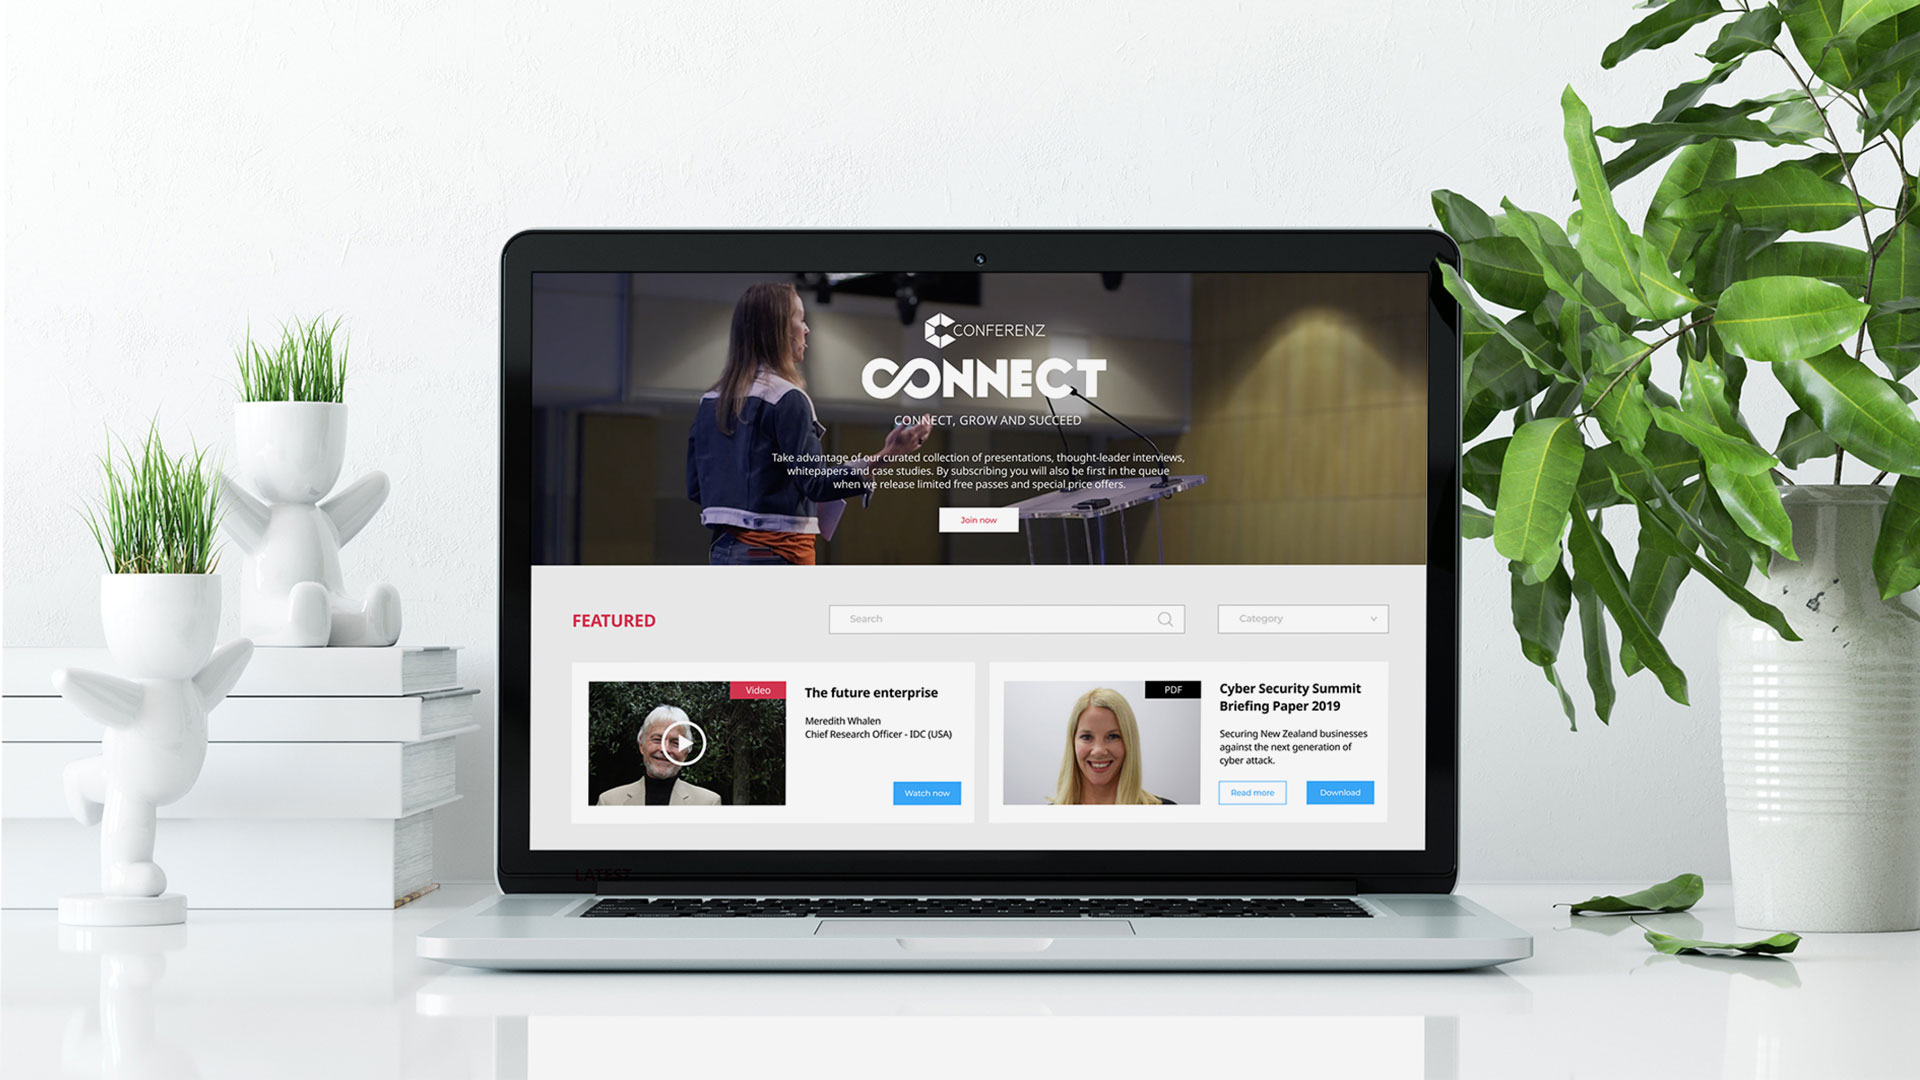 CONFERENZ
CONNECT
CONNECT, GROW AND SUCCEED
Take advantage of our curated collection of presentations, thought-leader interviews,
whitepapers and case studies. By subscribing you will also be first in the queue
when we release limited free passes and special price offers.
Join now
FEATURED
Search
Category
Video
The future enterprise
Meredith Whalen
Chief Research Officer - IDC (USA)
Watch now
PDF
Cyber Security Summit
Briefing Paper 2019
Securing New Zealand businesses
against the next generation of
cyber attack.
Read more
Download
LATEST